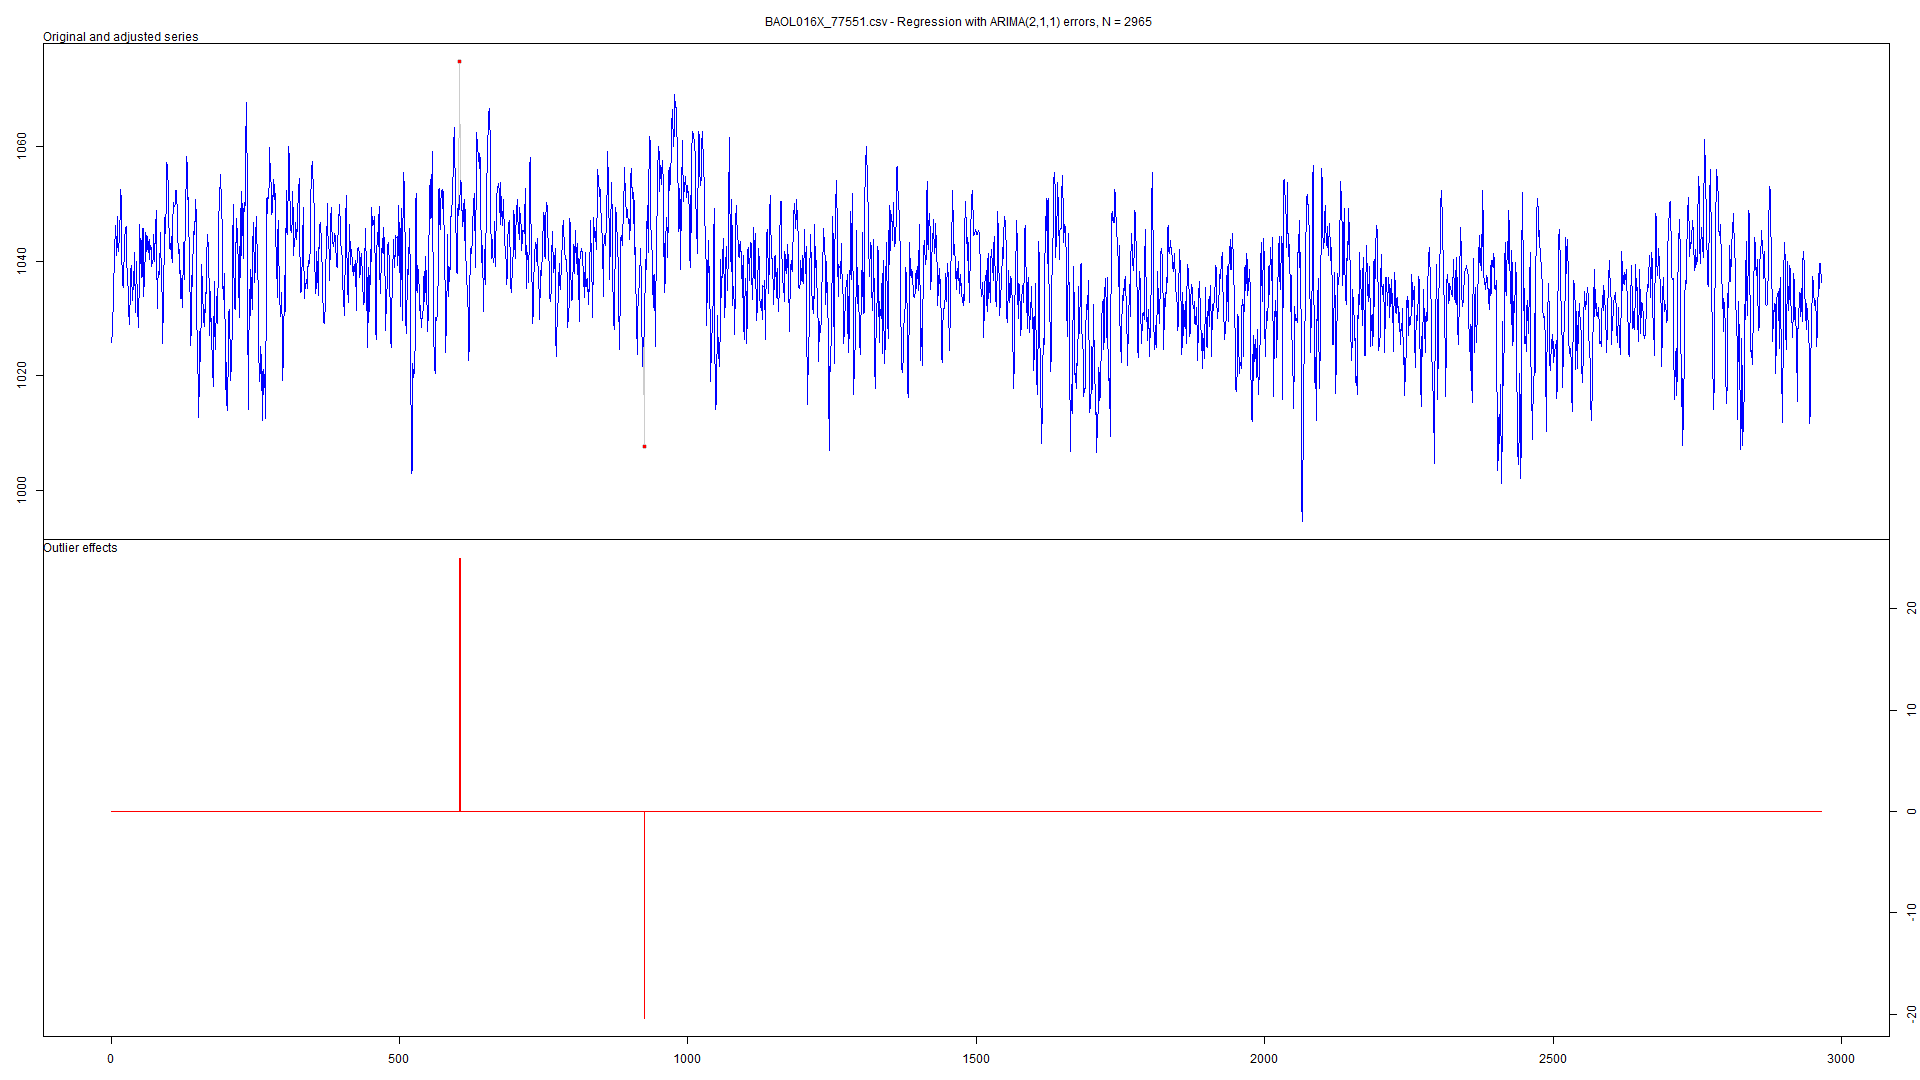 BAOL016X_77551.csv - Regression with ARIMA(2,1,1) errors, N = 2965
Original and adjusted series
1060
1040
1020
1000
Outlier effects
20
10
0
-10
-20
0 500 1000 1500 2000 2500 3000